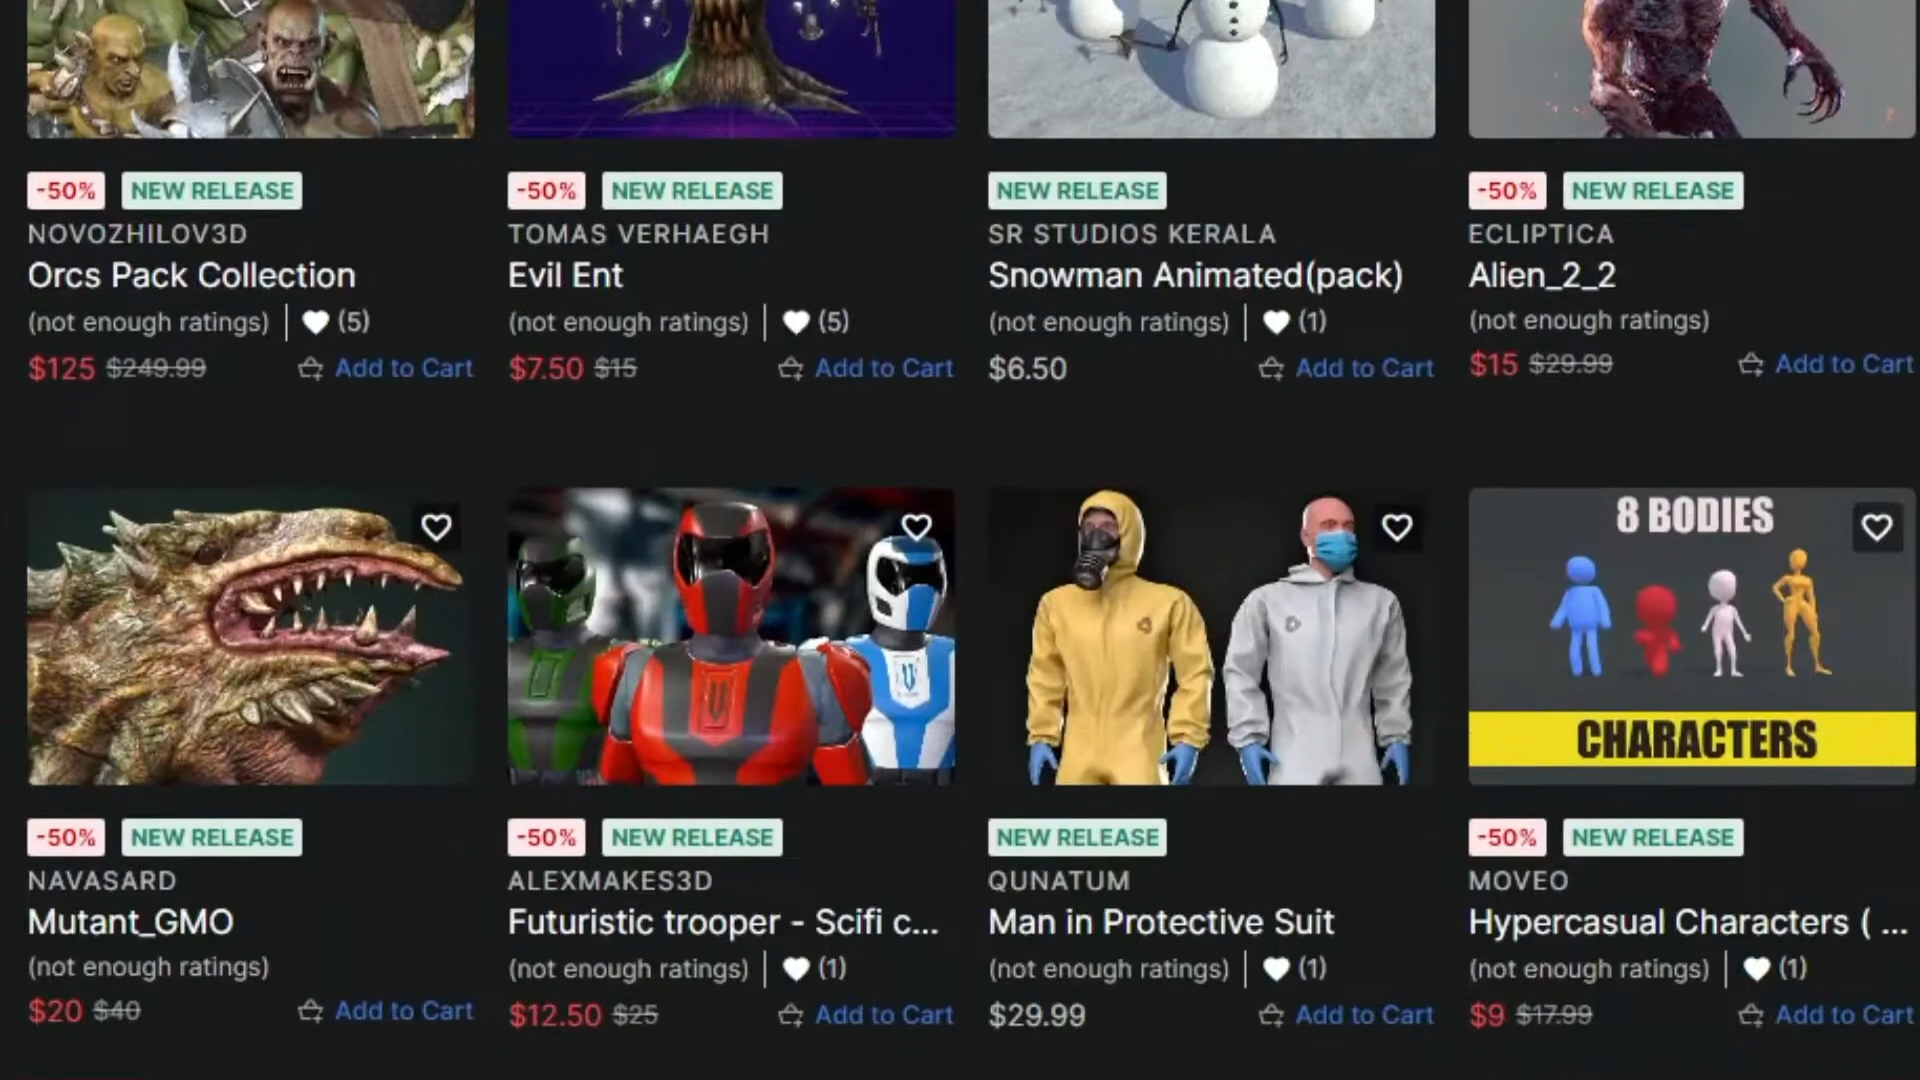 -50% NEW RELEASE
NOVOZHILOV3D
Orcs Pack Collection
(not enough ratings) (5)
$125 $249.99 Add to Cart
-50% NEW RELEASE
TOMAS VERHAEGH
Evil Ent
(not enough ratings) (5)
$7.50 $15 Add to Cart
NEW RELEASE
SR STUDIOS KERALA
Snowman Animated(pack)
(not enough ratings) (1)
$6.50 Add to Cart
-50% NEW RELEASE
ECLIPTICA
Alien_2_2
(not enough ratings)
$15 $29.99 Add to Cart
-50% NEW RELEASE
NAVASARD
Mutant_GMO
(not enough ratings)
$20 $40 Add to Cart
-50% NEW RELEASE
ALEXMAKES3D
Futuristic trooper - Scifi c...
(not enough ratings) (1)
$12.50 $25 Add to Cart
NEW RELEASE
QUNATUM
Man in Protective Suit
(not enough ratings) (1)
$29.99 Add to Cart
8 BODIES
CHARACTERS
-50% NEW RELEASE
MOVEO
Hypercasual Characters ( ...
(not enough ratings) (1)
$9 $17.99 Add to Cart